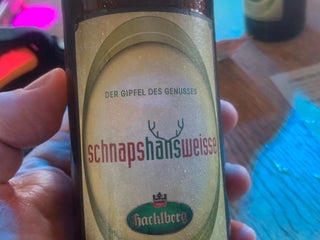 DER GIPFEL DES GENUSSES
schnapshansweisse
Hacklberg